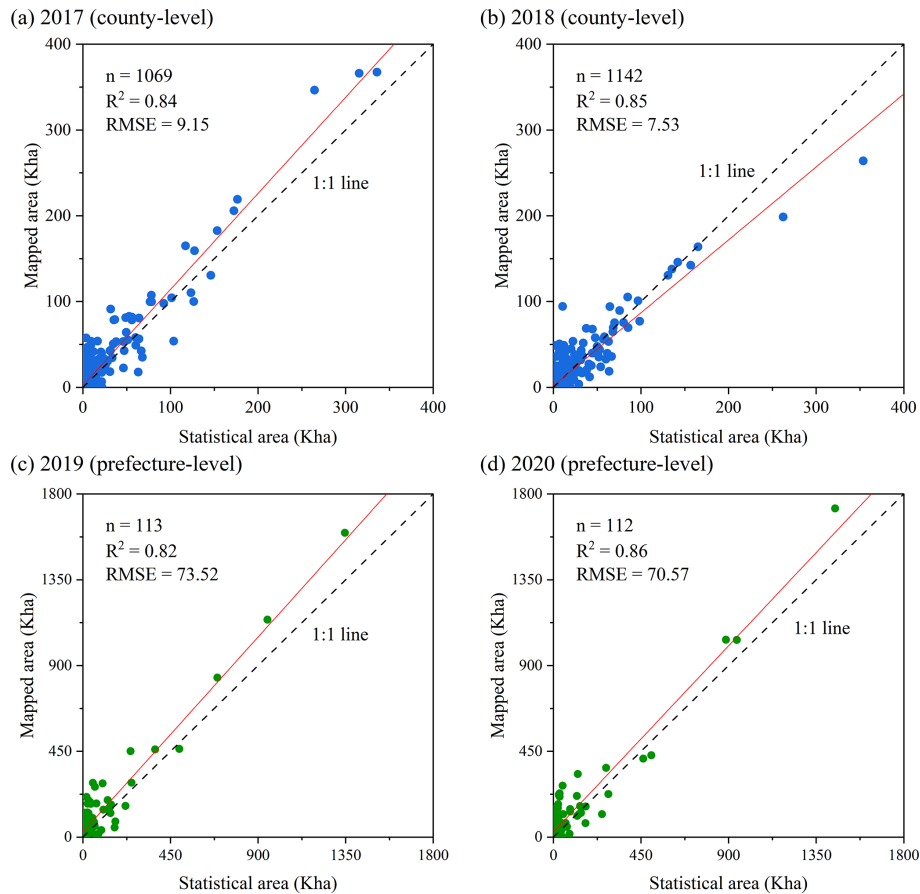 (a) 2017 (county-level)
400
300
200
100
0
0
100
200
300
400
n = 1069
R² = 0.84
RMSE = 9.15
1:1 line
Mapped area (Kha)
Statistical area (Kha)
(b) 2018 (county-level)
400
300
200
100
0
0
100
200
300
400
n = 1142
R² = 0.85
RMSE = 7.53
1:1 line
Mapped area (Kha)
Statistical area (Kha)
(c) 2019 (prefecture-level)
1800
1350
900
450
0
0
450
900
1350
1800
n = 113
R² = 0.82
RMSE = 73.52
1:1 line
Mapped area (Kha)
Statistical area (Kha)
(d) 2020 (prefecture-level)
1800
1350
900
450
0
0
450
900
1350
1800
n = 112
R² = 0.86
RMSE = 70.57
1:1 line
Mapped area (Kha)
Statistical area (Kha)